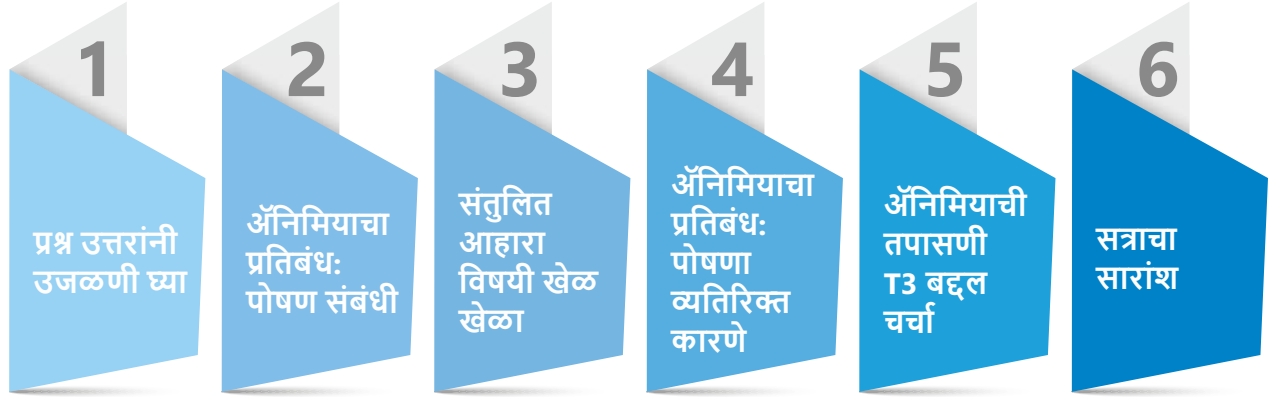 1
प्रश्न उत्तरांनी
उजळणी घ्या
2
ॲनिमियाचा
प्रतिबंध:
पोषण संबंधी
3
संतुलित
आहारा
विषयी खेळ
खेळा
4
ॲनिमियाचा
प्रतिबंध:
पोषणा
व्यतिरिक्त
कारणे
5
ॲनिमियाची
तपासणी
T3 बद्दल
चर्चा
6
सत्राचा
सारांश